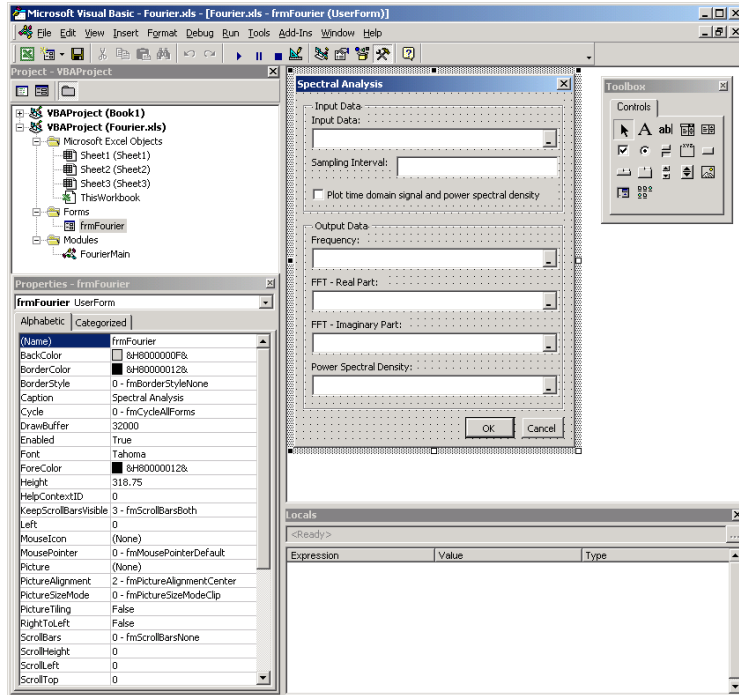 Microsoft Visual Basic - Fourier.xls - [Fourier.xls - frmFourier (UserForm)]
File Edit View Insert Format Debug Run Tools Add-Ins Window Help
Project - VBAProject
VBAProject (Book1)
VBAProject (Fourier.xls)
Microsoft Excel Objects
Sheet1 (Sheet1)
Sheet2 (Sheet2)
Sheet3 (Sheet3)
ThisWorkbook
Forms
frmFourier
Modules
FourierMain
Properties - frmFourier
frmFourier UserForm
Alphabetic Categorized
(Name) frmFourier
BackColor &H8000000F&
BorderColor &H80000012&
BorderStyle 0 - fmBorderStyleNone
Caption Spectral Analysis
Cycle 0 - fmCycleAllForms
DrawBuffer 32000
Enabled True
Font Tahoma
ForeColor &H80000012&
Height 318.75
HelpContextID 0
KeepScrollBarsVisible 3 - fmScrollBarsBoth
Left 0
MouseIcon (None)
MousePointer 0 - fmMousePointerDefault
Picture (None)
PictureAlignment 2 - fmPictureAlignmentCenter
PictureSizeMode 0 - fmPictureSizeModeClip
PictureTiling False
RightToLeft False
ScrollBars 0 - fmScrollBarsNone
ScrollHeight 0
ScrollLeft 0
ScrollTop 0
Spectral Analysis
Input Data
Input Data:
Sampling Interval:
Plot time domain signal and power spectral density
Output Data
Frequency:
FFT - Real Part:
FFT - Imaginary Part:
Power Spectral Density:
OK Cancel
Toolbox
Controls
A ab
Locals
<Ready>
...
Expression Value Type